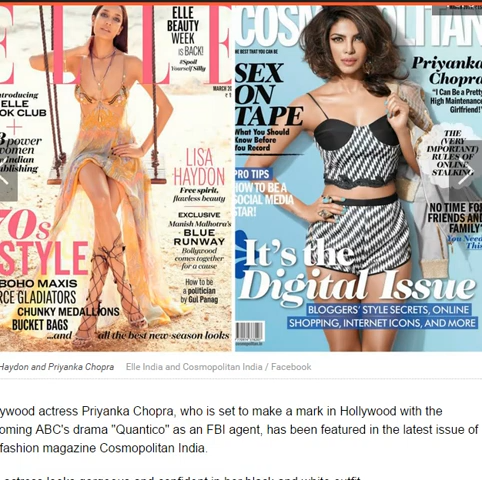 ELLE
ELLE
BEAUTY
WEEK
is BACK!
#Spoil
Yourself Silly
MARCH 20
ntroducing
ELLE
OK CLUB
+
3 power
women
n indian
ublishing
LISA
HAYDON
Free spirit,
flawless beauty
EXCLUSIVE
Manish Malhotra's
BLUE
RUNWAY
Bollywood
comes together
for a cause
How to be
a politician
by Gul Panag
70s
STYLE
BOHO MAXIS
RCE GLADIATORS
CHUNKY MEDALLIONS
BUCKET BAGS
...and all the best new-season looks
COSMOPOLITAN
BE BEST THAT YOU CAN BE
SEX
ON
TAPE
What You Should
Know Before
You Record
PRO TIPS
HOW TO BE A
SOCIAL MEDIA
STAR!
Priyanka
Chopra
"I Can Be a Pretty
High Maintenance
Girlfriend!"
THE
(VERY
IMPORTANT)
RULES OF
ONLINE
STALKING
NO TIME FOR
FRIENDS AND
FAMILY?
You Need
This
It's the
Digital Issue
BLOGGERS' STYLE SECRETS, ONLINE
SHOPPING, INTERNET ICONS, AND MORE
Haydon and Priyanka Chopra Elle India and Cosmopolitan India / Facebook
ywood actress Priyanka Chopra, who is set to make a mark in Hollywood with the
oming ABC's drama "Quantico" as an FBI agent, has been featured in the latest issue of
fashion magazine Cosmopolitan India.